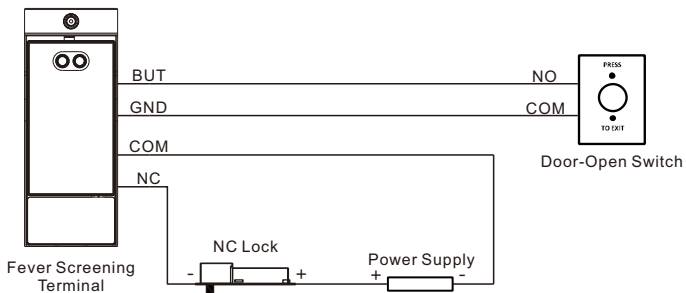 BUT
NO
PRESS
GND
COM
TO EXIT
COM
Door-Open Switch
NC
NC Lock
Power Supply
- +
+ -
Fever Screening
Terminal